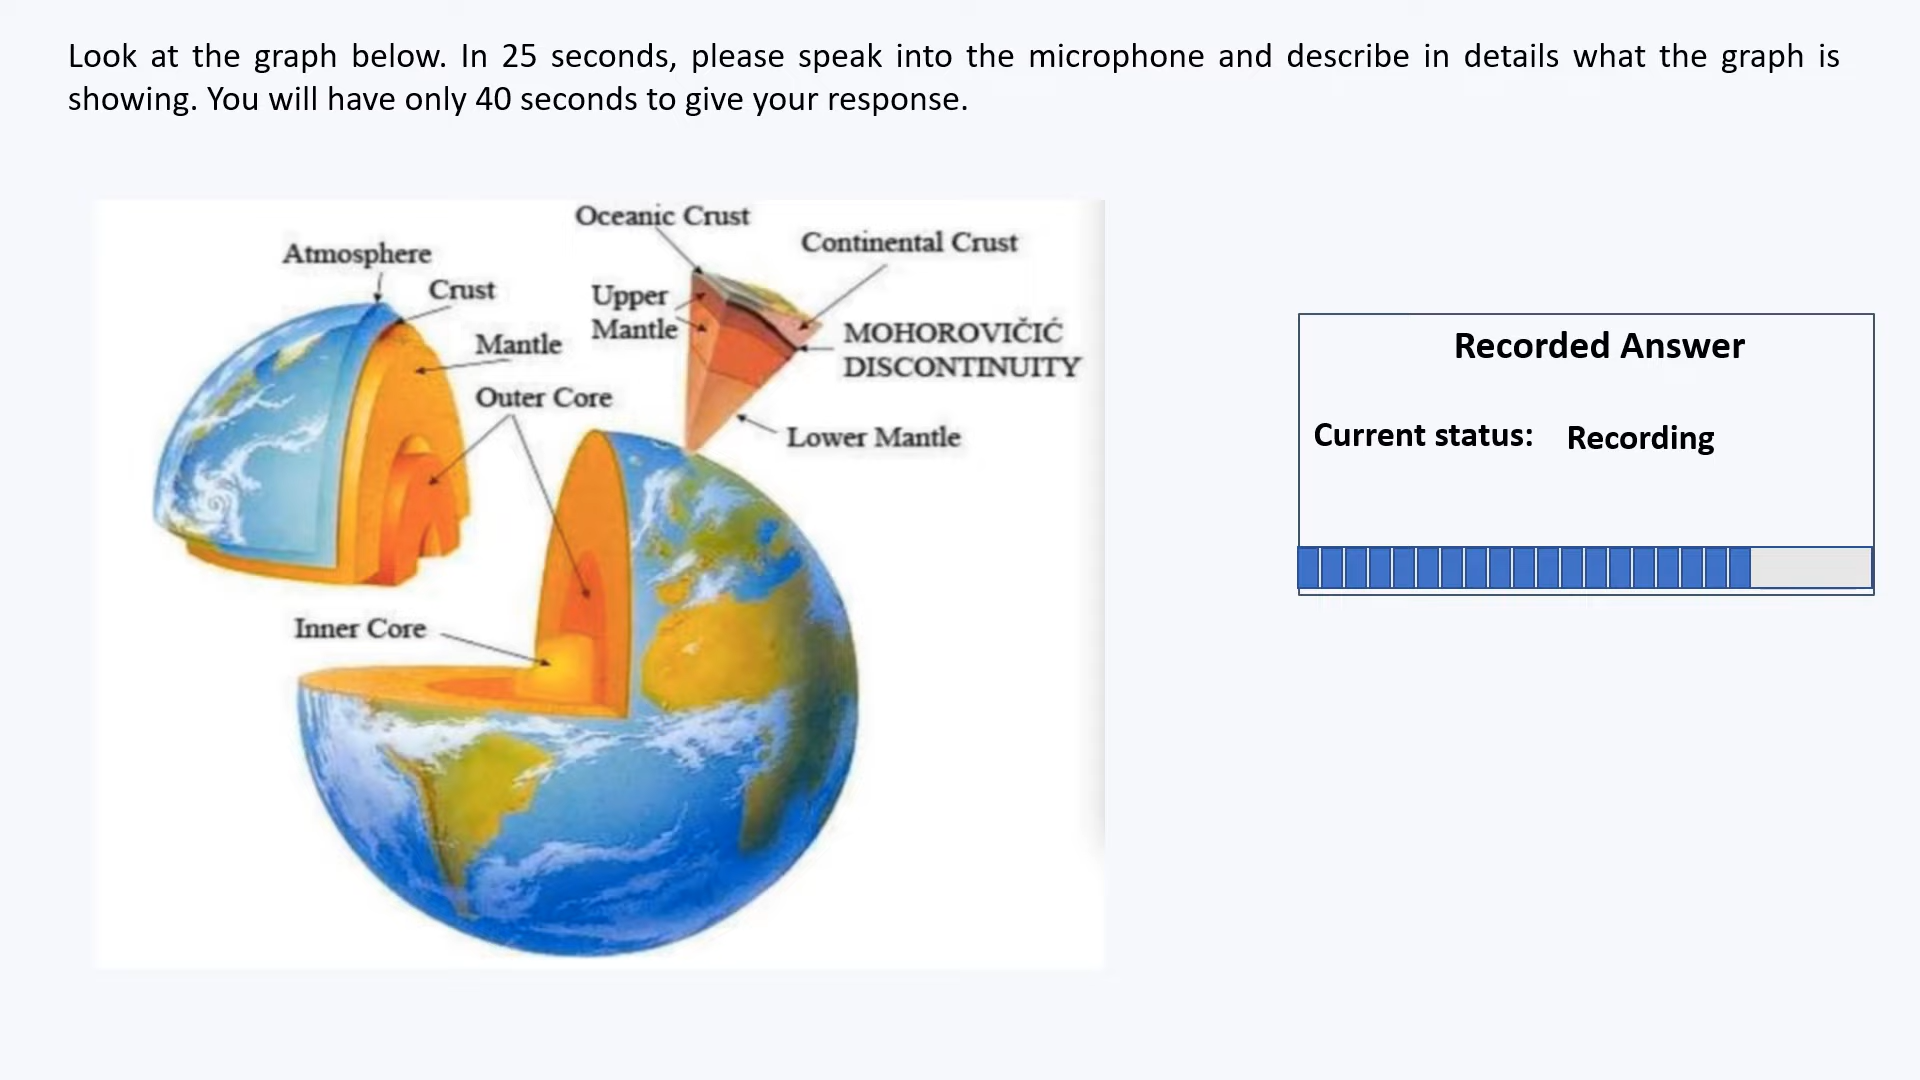 Look at the graph below. In 25 seconds, please speak into the microphone and describe in details what the graph is
showing. You will have only 40 seconds to give your response.
Oceanic Crust
Continental Crust
Atmosphere
Crust
Upper
Mantle
Mantle
MOHOROVIČIĆ
DISCONTINUITY
Outer Core
Lower Mantle
Inner Core
Recorded Answer
Current status: Recording